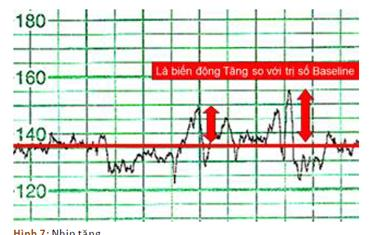 180
Là biến động Tăng so với trị số Baseline
160
140
120
Hình 7: Nhịp tăng